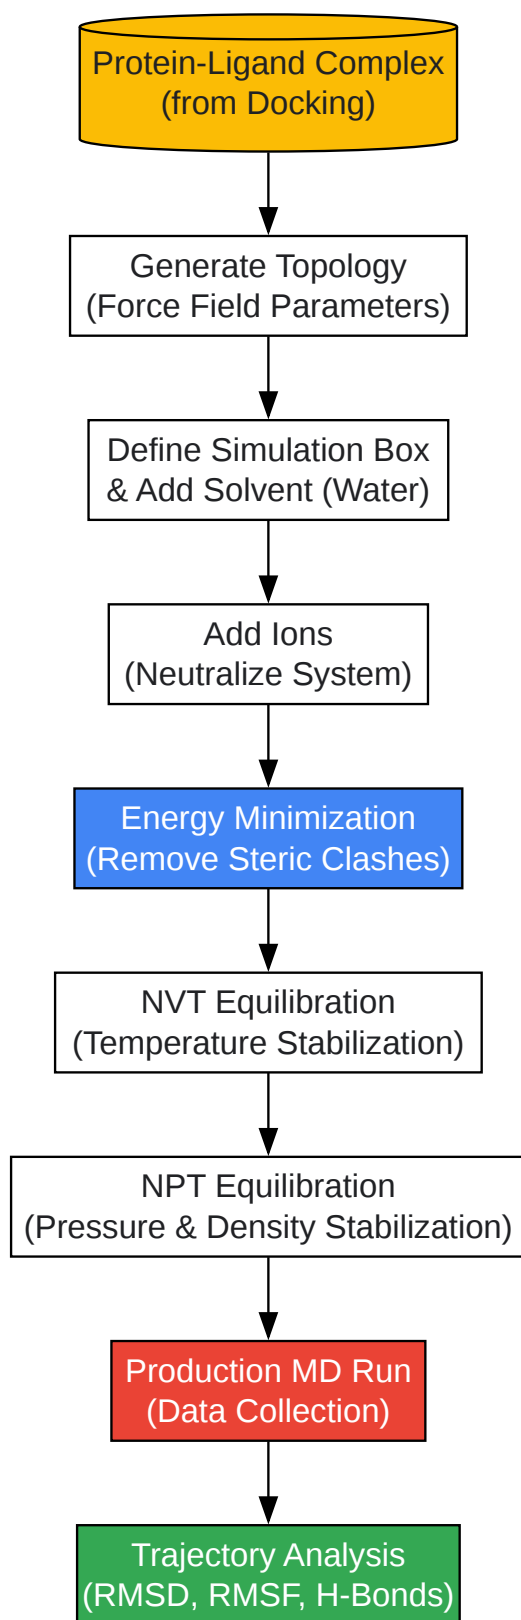 Protein-Ligand Complex
(from Docking)
Generate Topology
(Force Field Parameters)
Define Simulation Box
& Add Solvent (Water)
Add Ions
(Neutralize System)
Energy Minimization
(Remove Steric Clashes)
NVT Equilibration
(Temperature Stabilization)
NPT Equilibration
(Pressure & Density Stabilization)
Production MD Run
(Data Collection)
Trajectory Analysis
(RMSD, RMSF, H-Bonds)